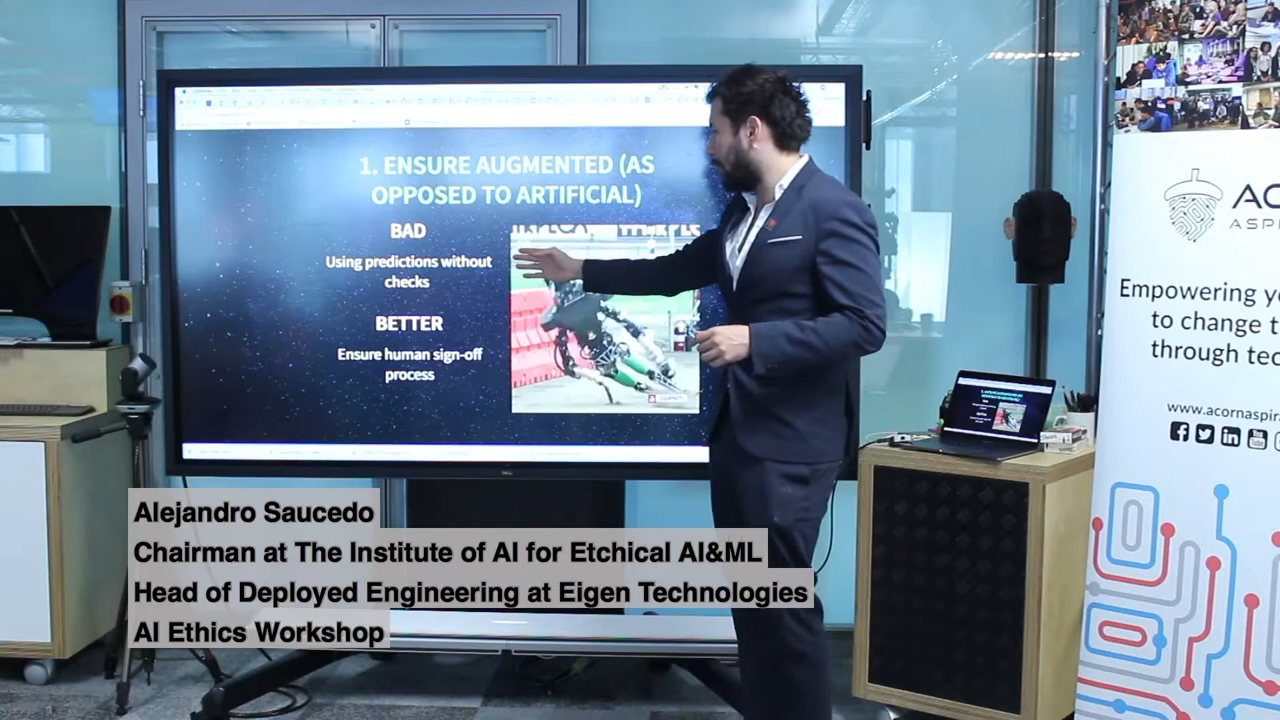 1. ENSURE AUGMENTED (AS
OPPOSED TO ARTIFICIAL)
BAD
Using predictions without
checks
BETTER
Ensure human sign-off
process
Empowering
to change
through
www.acornaspira
Alejandro Saucedo
Chairman at The Institute of AI for Etchical AI&ML
Head of Deployed Engineering at Eigen Technologies
AI Ethics Workshop